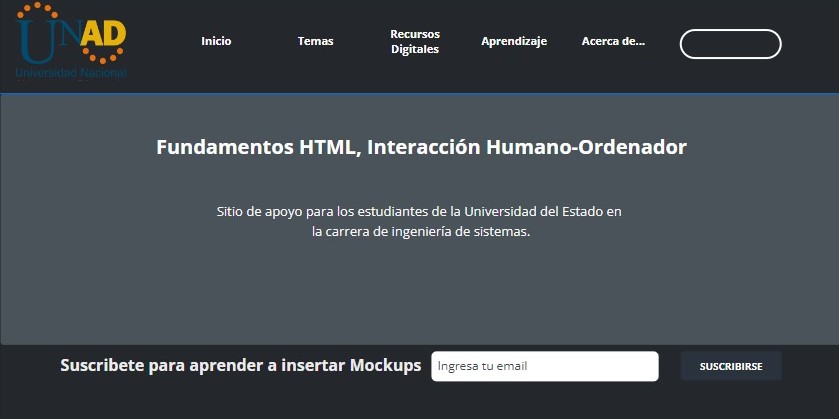 UNAD
Universidad Nacional
Inicio
Temas
Recursos
Digitales
Aprendizaje
Acerca de...
Fundamentos HTML, Interacción Humano-Ordenador
Sitio de apoyo para los estudiantes de la Universidad del Estado en
la carrera de ingeniería de sistemas.
Suscribete para aprender a insertar Mockups
Ingresa tu email
SUSCRIBIRSE